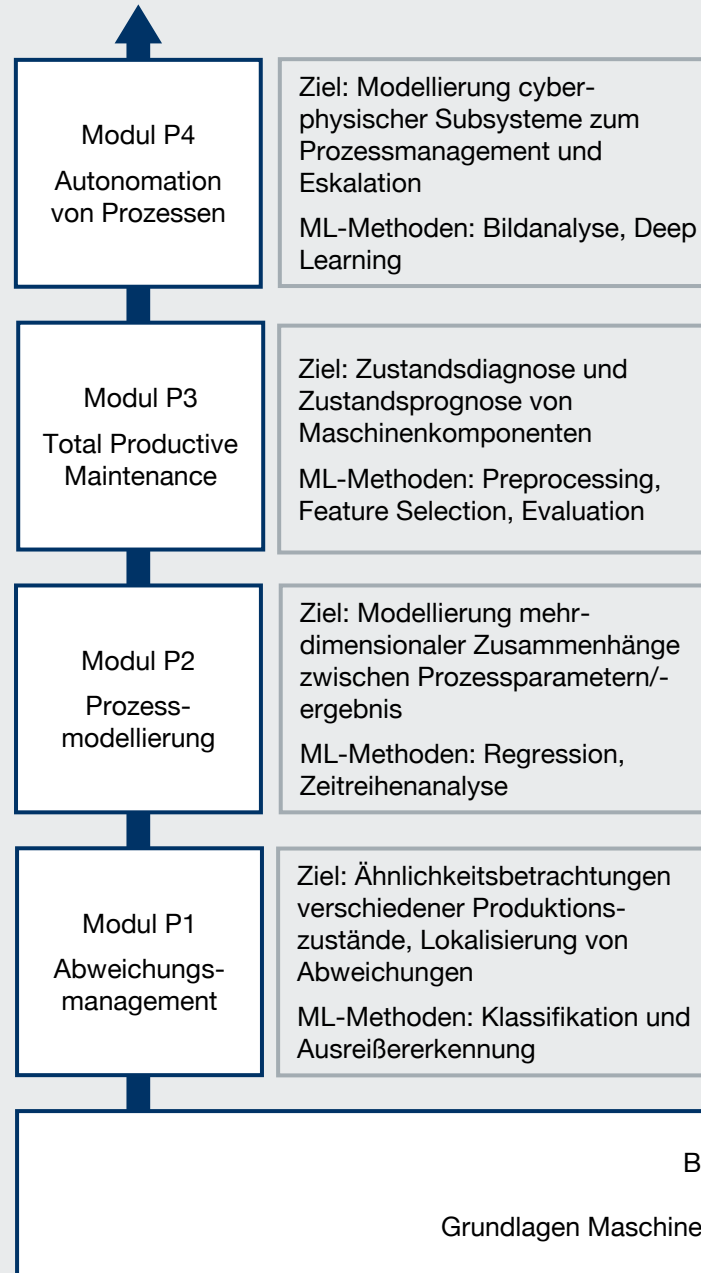 Modul P4
Autonomation
von Prozessen
Ziel: Modellierung cyber-
physischer Subsysteme zum
Prozessmanagement und
Eskalation
ML-Methoden: Bildanalyse, Deep
Learning
Modul P3
Total Productive
Maintenance
Ziel: Zustandsdiagnose und
Zustandsprognose von
Maschinenkomponenten
ML-Methoden: Preprocessing,
Feature Selection, Evaluation
Modul P2
Prozess-
modellierung
Ziel: Modellierung mehr-
dimensionaler Zusammenhänge
zwischen Prozessparametern/-
ergebnis
ML-Methoden: Regression,
Zeitreihenanalyse
Modul P1
Abweichungs-
management
Ziel: Ähnlichkeitsbetrachtungen
verschiedener Produktions-
zustände, Lokalisierung von
Abweichungen
ML-Methoden: Klassifikation und
Ausreißererkennung
B
Grundlagen Maschine